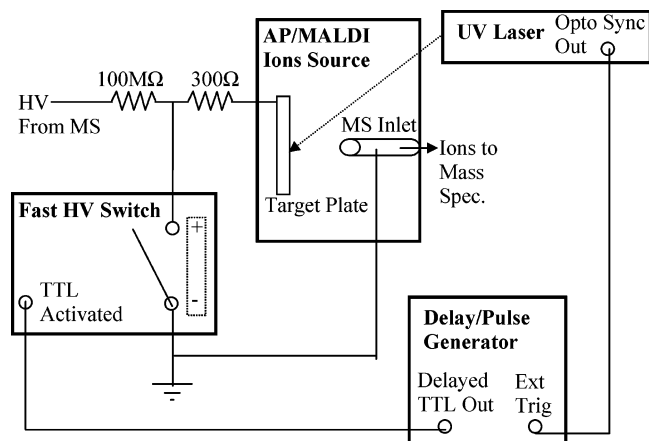 AP/MALDI
Ions Source
UV Laser
Opto Sync
Out
100MΩ
300Ω
HV
From MS
MS Inlet
Ions to
Mass
Spec.
Target Plate
Fast HV Switch
+
-
TTL
Activated
Delay/Pulse
Generator
Delayed
TTL Out
Ext
Trig